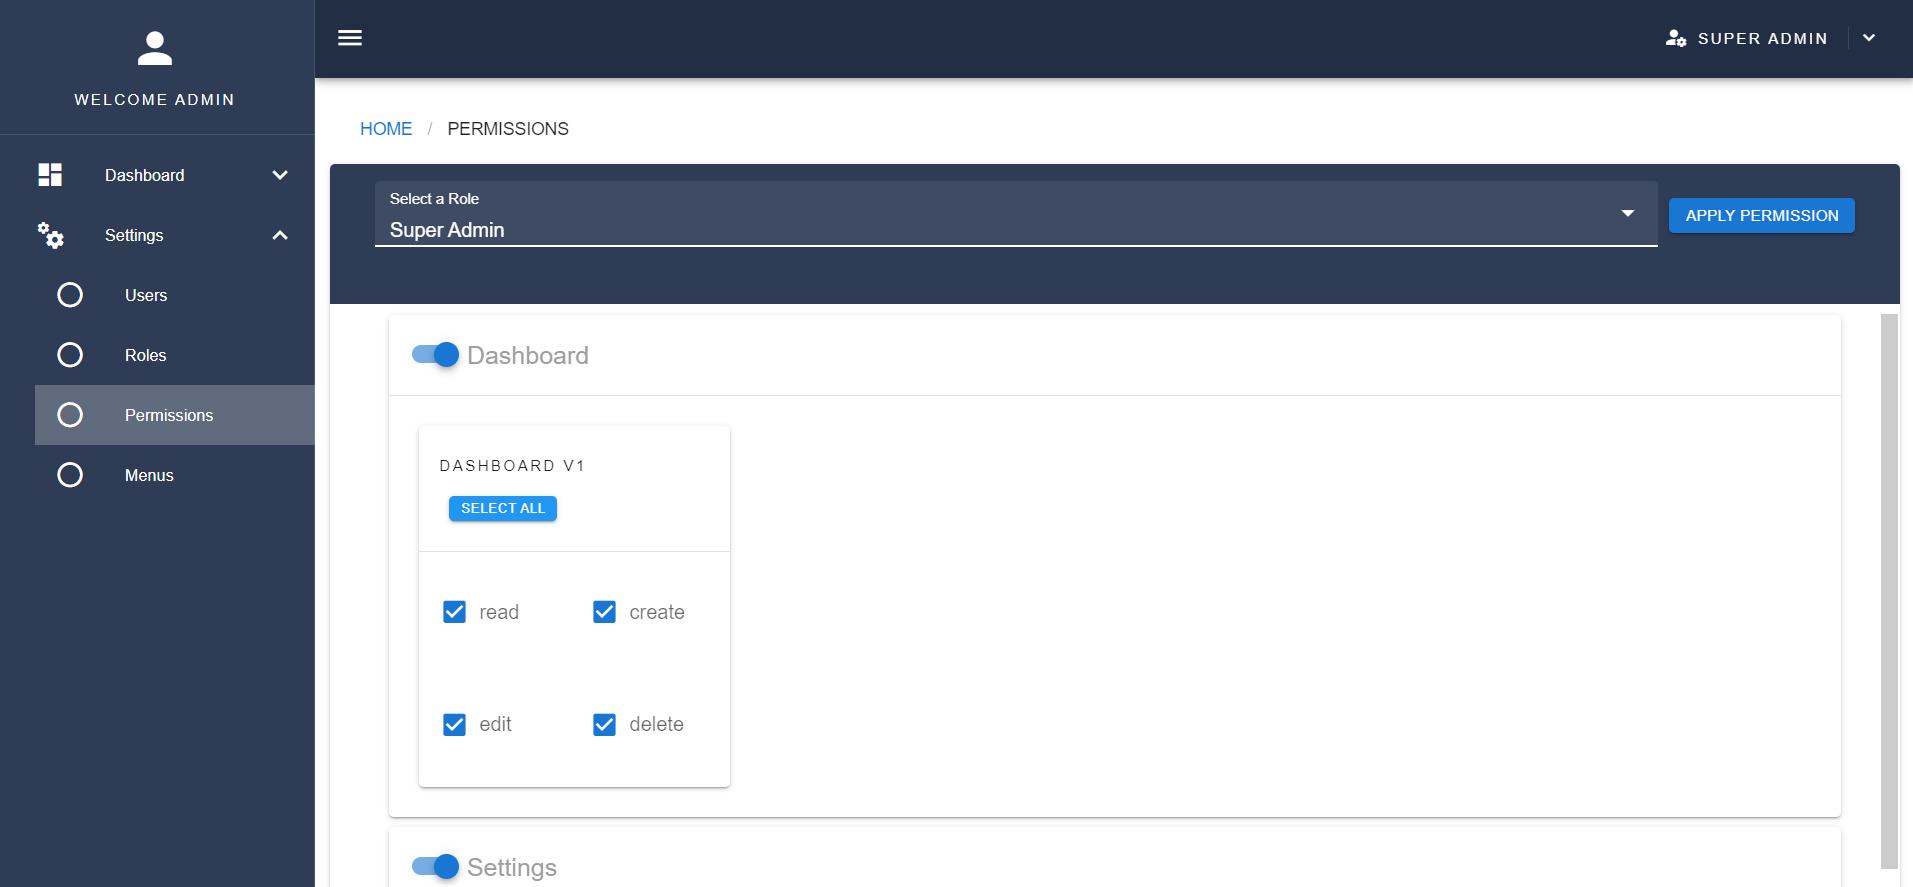 WELCOME ADMIN
Dashboard
Settings
Users
Roles
Permissions
Menus
SUPER ADMIN
HOME / PERMISSIONS
Select a Role
Super Admin
APPLY PERMISSION
Dashboard
DASHBOARD V1
SELECT ALL
read create
edit delete
Settings